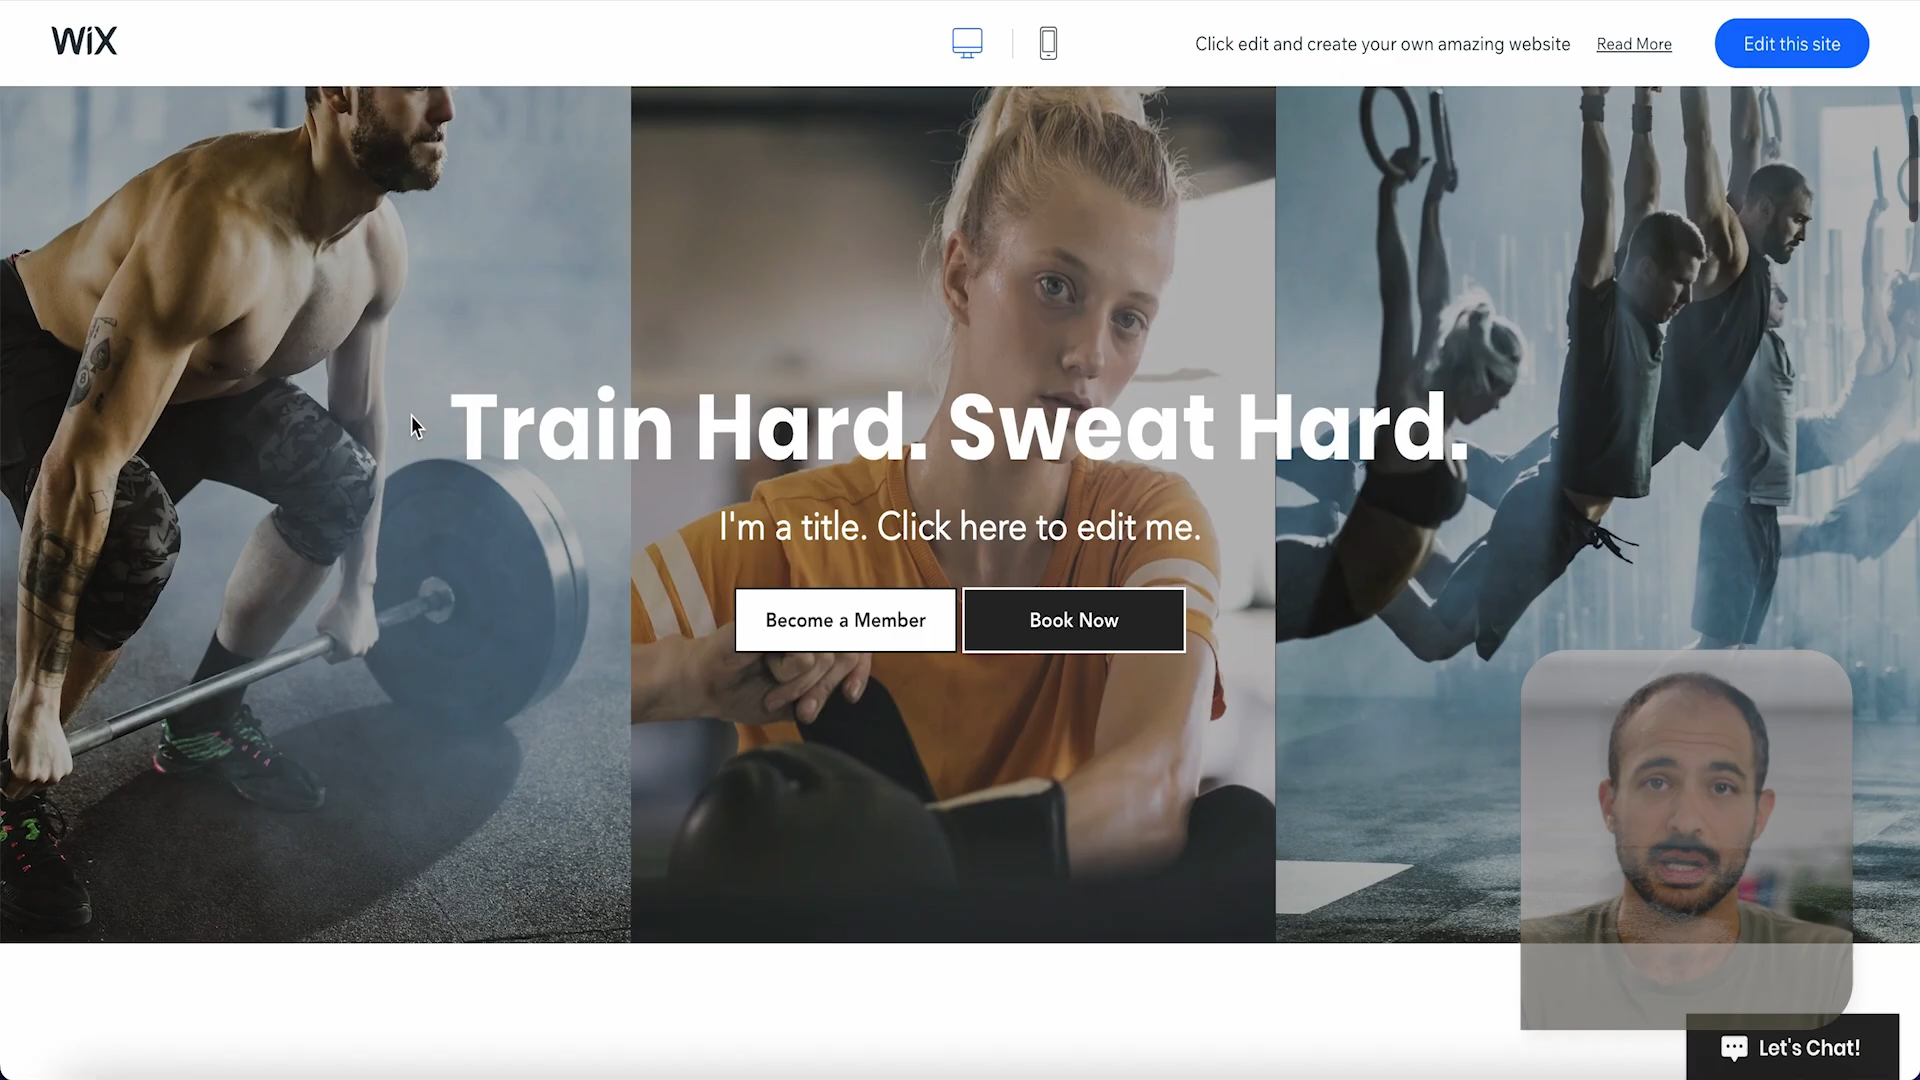 WiX
Click edit and create your own amazing website
Read More
Edit this site
Train Hard. Sweat Hard.
I'm a title. Click here to edit me.
Become a Member
Book Now
Let's Chat!